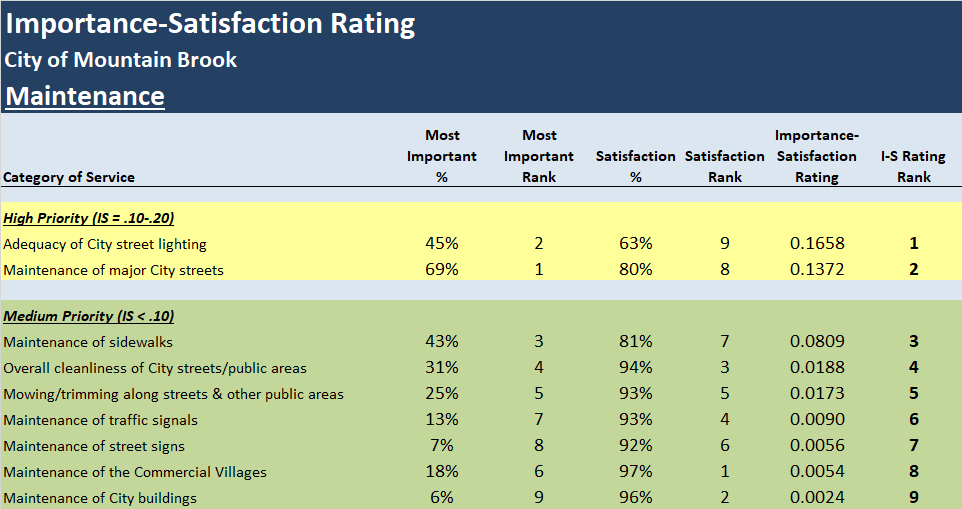 Importance-Satisfaction Rating
City of Mountain Brook
Maintenance
Category of Service Most Important % Most Important Rank Satisfaction % Satisfaction Rank Importance-Satisfaction Rating I-S Rating Rank
High Priority (IS = .10-.20)
Adequacy of City street lighting 45% 2 63% 9 0.1658 1
Maintenance of major City streets 69% 1 80% 8 0.1372 2
Medium Priority (IS < .10)
Maintenance of sidewalks 43% 3 81% 7 0.0809 3
Overall cleanliness of City streets/public areas 31% 4 94% 3 0.0188 4
Mowing/trimming along streets & other public areas 25% 5 93% 5 0.0173 5
Maintenance of traffic signals 13% 7 93% 4 0.0090 6
Maintenance of street signs 7% 8 92% 6 0.0056 7
Maintenance of the Commercial Villages 18% 6 97% 1 0.0054 8
Maintenance of City buildings 6% 9 96% 2 0.0024 9